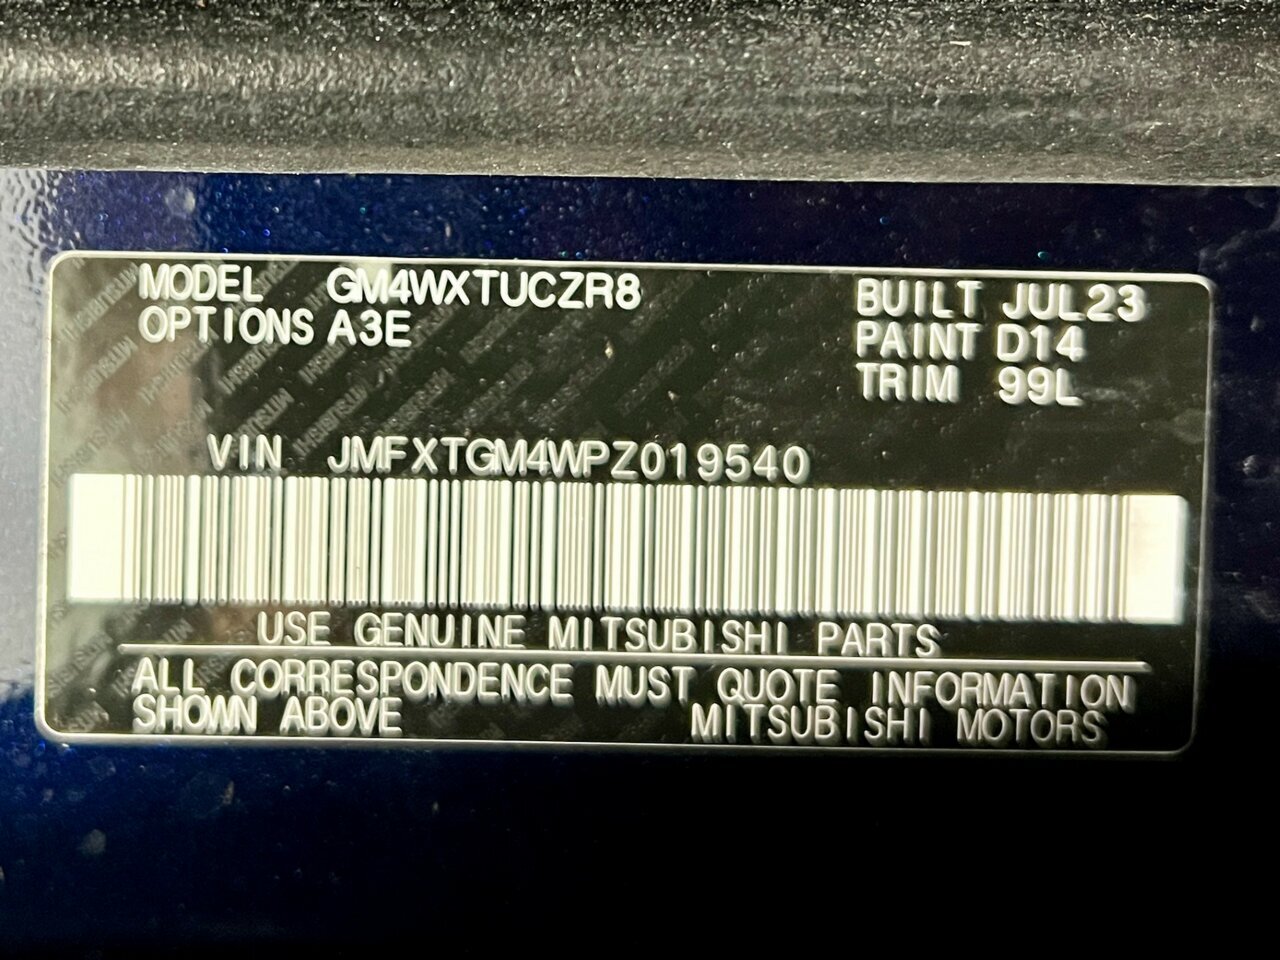 MODEL GM4WXTUCZR8
OPTIONS A3E
BUILT JUL23
PAINT D14
TRIM 99L
VIN JMFXTGM4WPZ019540
USE GENUINE MITSUBISHI PARTS
ALL CORRESPONDENCE MUST QUOTE INFORMATION
SHOWN ABOVE MITSUBISHI MOTORS